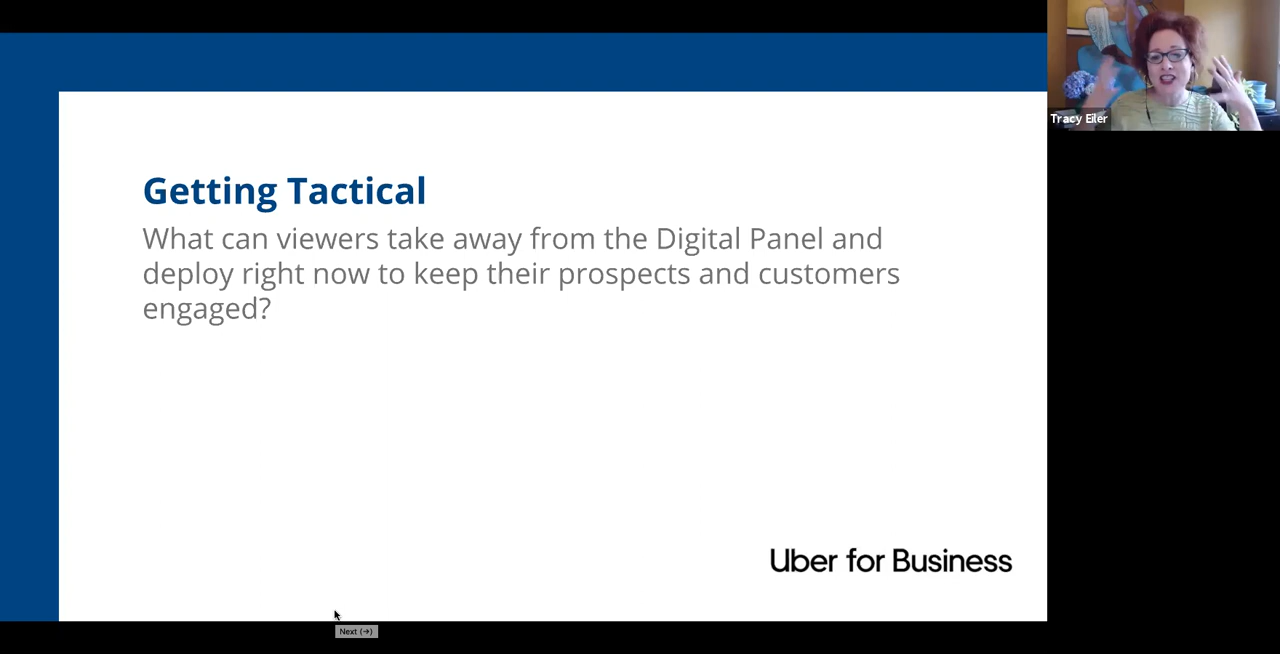 Tracy Eiler
Getting Tactical
What can viewers take away from the Digital Panel and
deploy right now to keep their prospects and customers
engaged?
Uber for Business
Next (→)